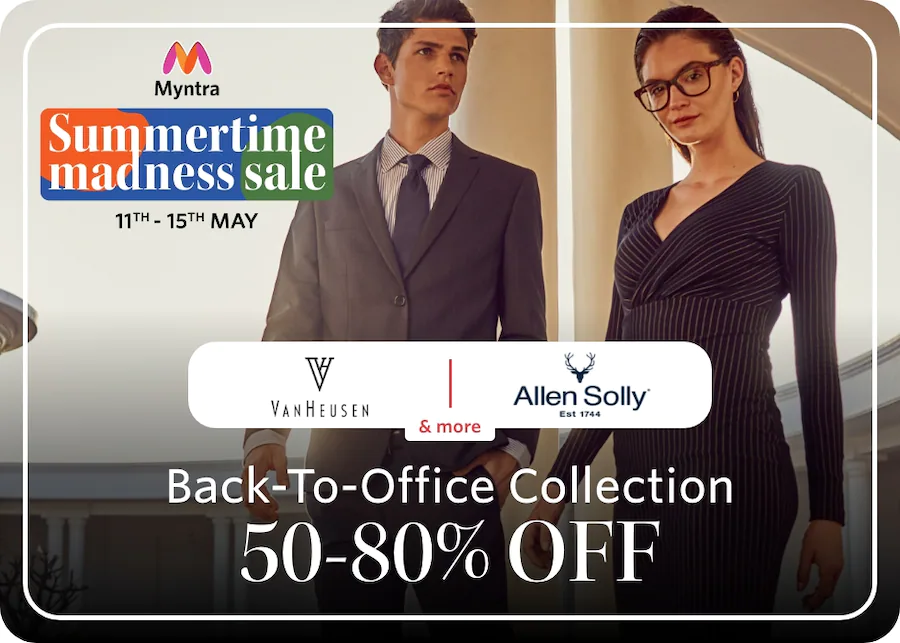 Myntra
Summertime
madness sale
11TH - 15TH MAY
VH
VANHEUSEN
Allen Solly
Est 1744
& more
Back-To-Office Collection
50-80% OFF